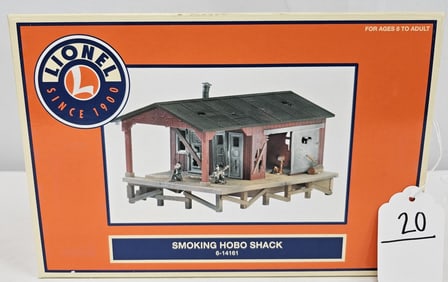 LIONEL
L
SINCE 1900
FOR AGES 8 TO ADULT
SMOKING HOBO SHACK
6-14161
20